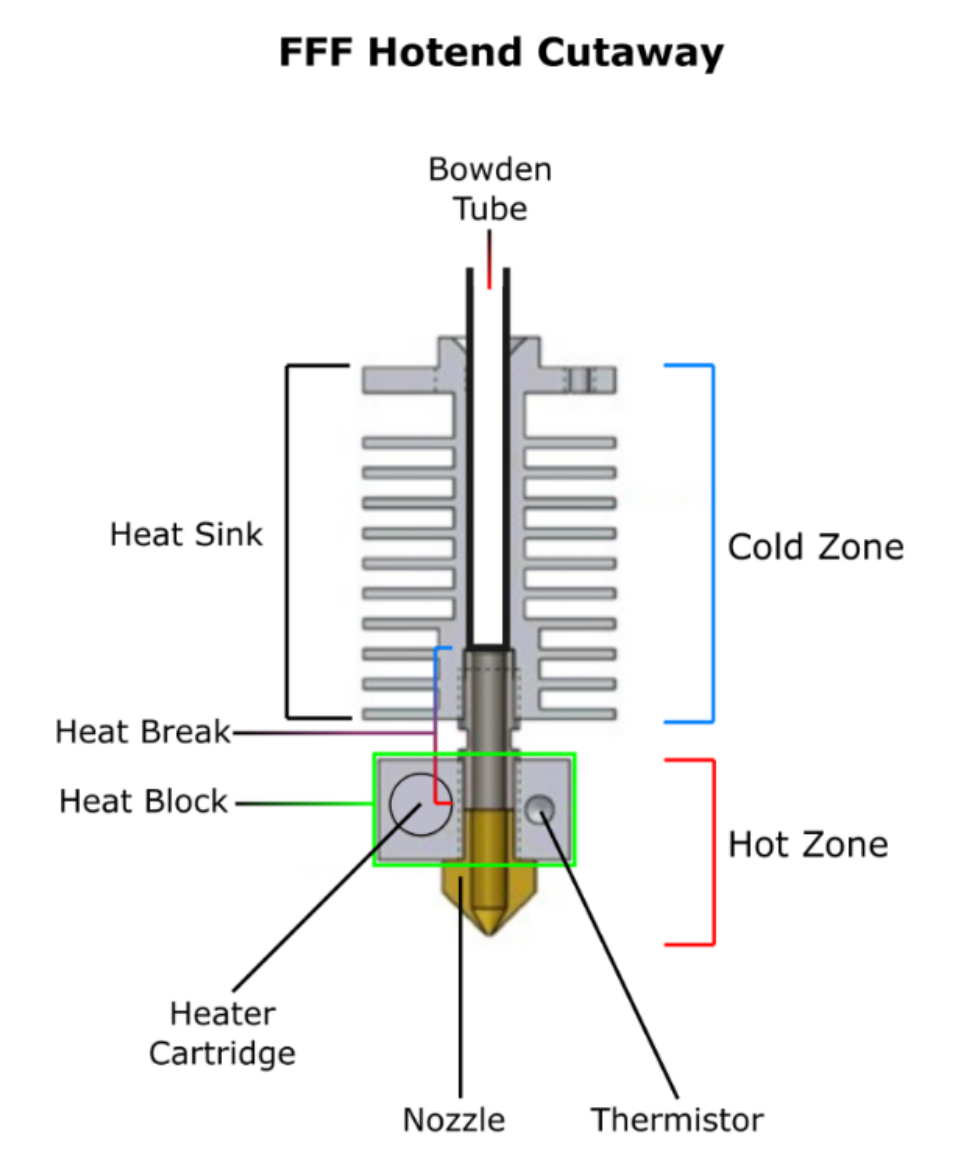 FFF Hotend Cutaway
Bowden
Tube
Heat Sink
Cold Zone
Heat Break
Heat Block
Hot Zone
Heater
Cartridge
Nozzle
Thermistor